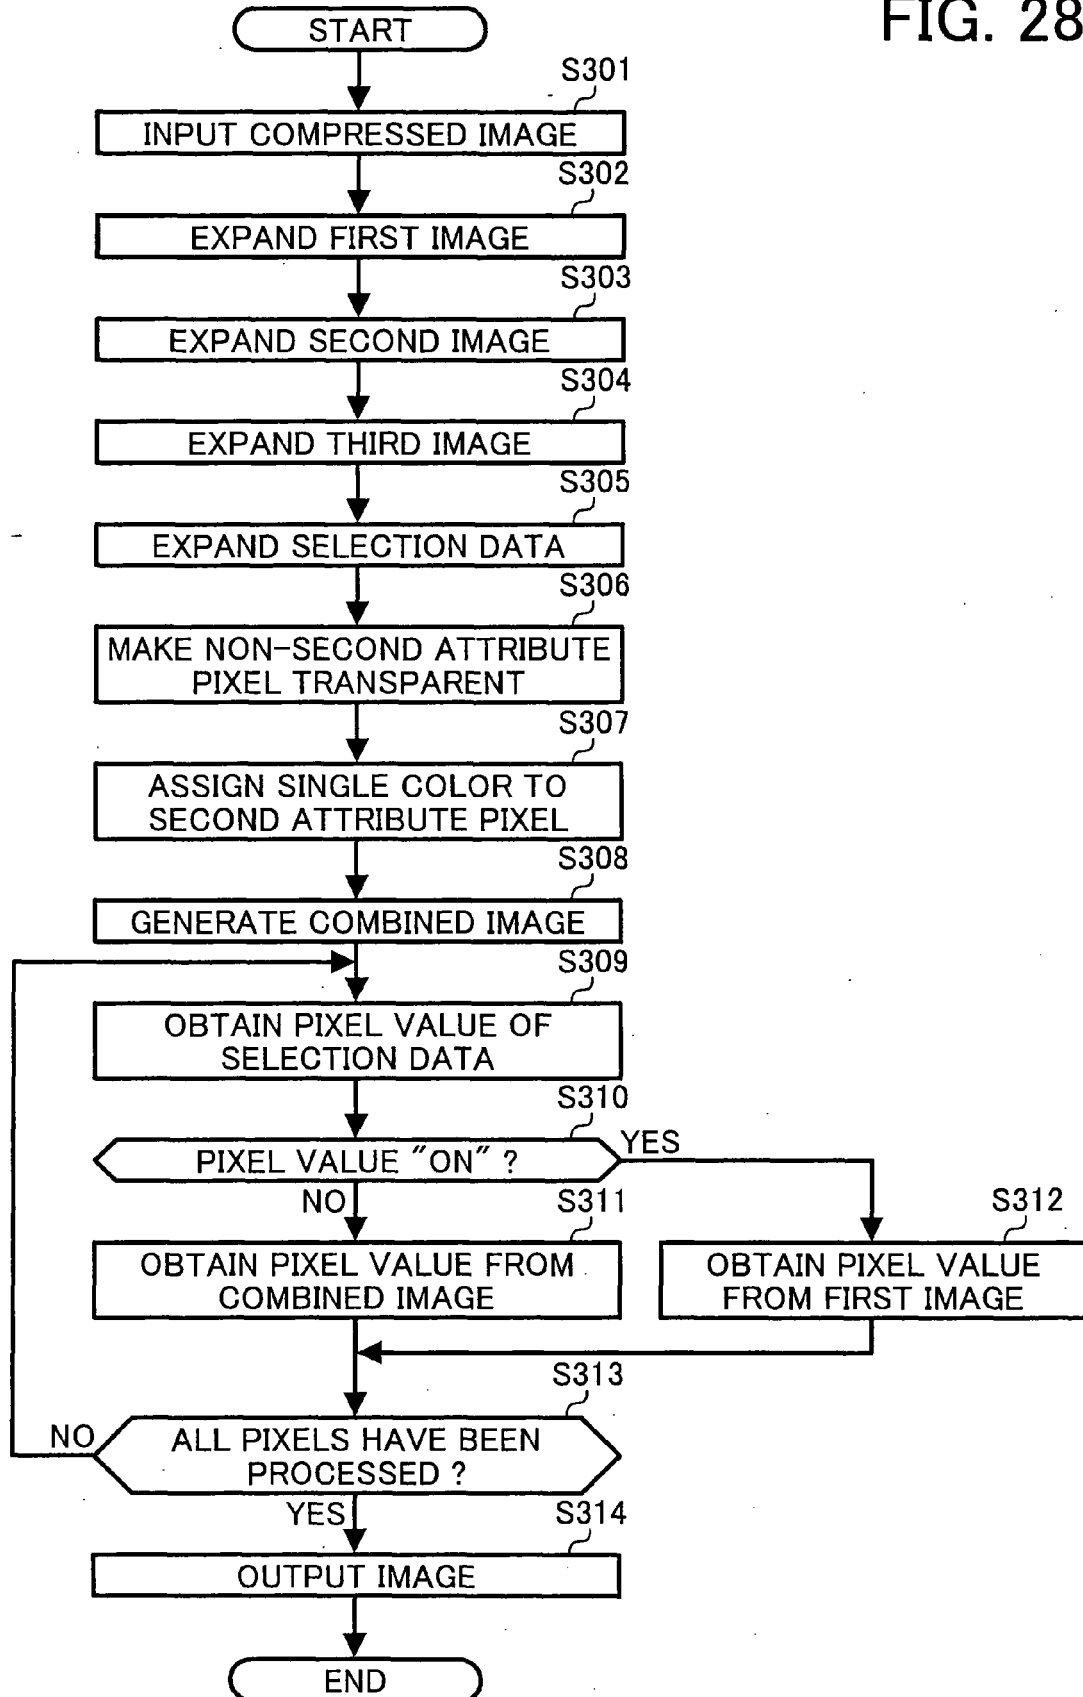 FIG. 28
START
S301
INPUT COMPRESSED IMAGE
S302
EXPAND FIRST IMAGE
S303
EXPAND SECOND IMAGE
S304
EXPAND THIRD IMAGE
S305
EXPAND SELECTION DATA
S306
MAKE NON-SECOND ATTRIBUTE
PIXEL TRANSPARENT
S307
ASSIGN SINGLE COLOR TO
SECOND ATTRIBUTE PIXEL
S308
GENERATE COMBINED IMAGE
S309
OBTAIN PIXEL VALUE OF
SELECTION DATA
S310
PIXEL VALUE "ON" ?
YES
NO
S311
OBTAIN PIXEL VALUE FROM
COMBINED IMAGE
S312
OBTAIN PIXEL VALUE
FROM FIRST IMAGE
S313
NO
ALL PIXELS HAVE BEEN
PROCESSED ?
YES
S314
OUTPUT IMAGE
END